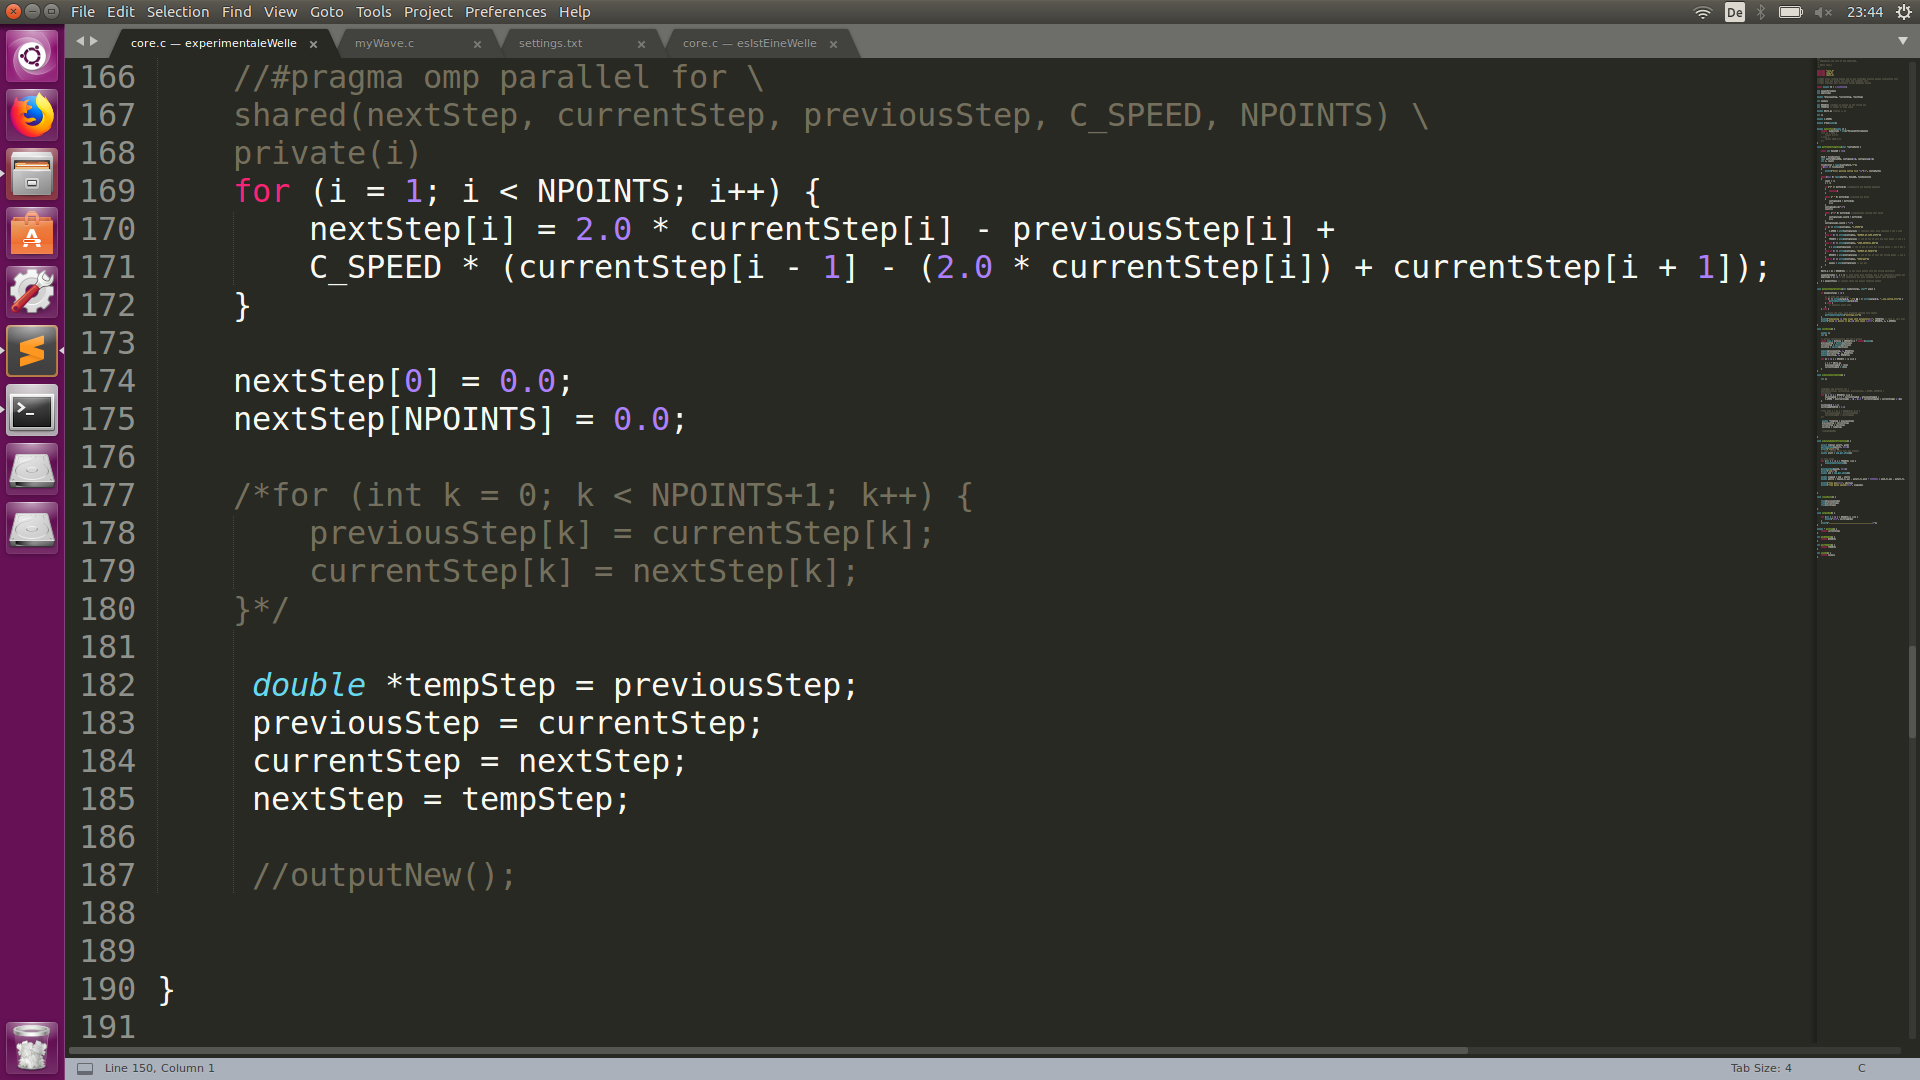 File Edit Selection Find View Goto Tools Project Preferences Help
De 23:44
core.c — experimentaleWelle × myWave.c × settings.txt × core.c — esIstEineWelle ×
166 //#pragma omp parallel for \
167 shared(nextStep, currentStep, previousStep, C_SPEED, NPOINTS) \
168 private(i)
169 for (i = 1; i < NPOINTS; i++) {
170 nextStep[i] = 2.0 * currentStep[i] - previousStep[i] +
171 C_SPEED * (currentStep[i - 1] - (2.0 * currentStep[i]) + currentStep[i + 1]);
172 }
173
174 nextStep[0] = 0.0;
175 nextStep[NPOINTS] = 0.0;
176
177 /*for (int k = 0; k < NPOINTS+1; k++) {
178 previousStep[k] = currentStep[k];
179 currentStep[k] = nextStep[k];
180 }*/
181
182 double *tempStep = previousStep;
183 previousStep = currentStep;
184 currentStep = nextStep;
185 nextStep = tempStep;
186
187 //outputNew();
188
189
190 }
191
Line 150, Column 1 Tab Size: 4 C